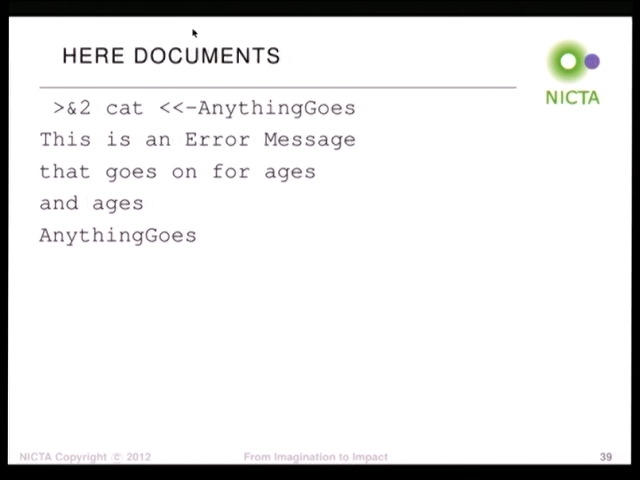 HERE DOCUMENTS
NICTA
>&2 cat <<-AnythingGoes
This is an Error Message
that goes on for ages
and ages
AnythingGoes
NICTA Copyright © 2012
From Imagination to Impact
39